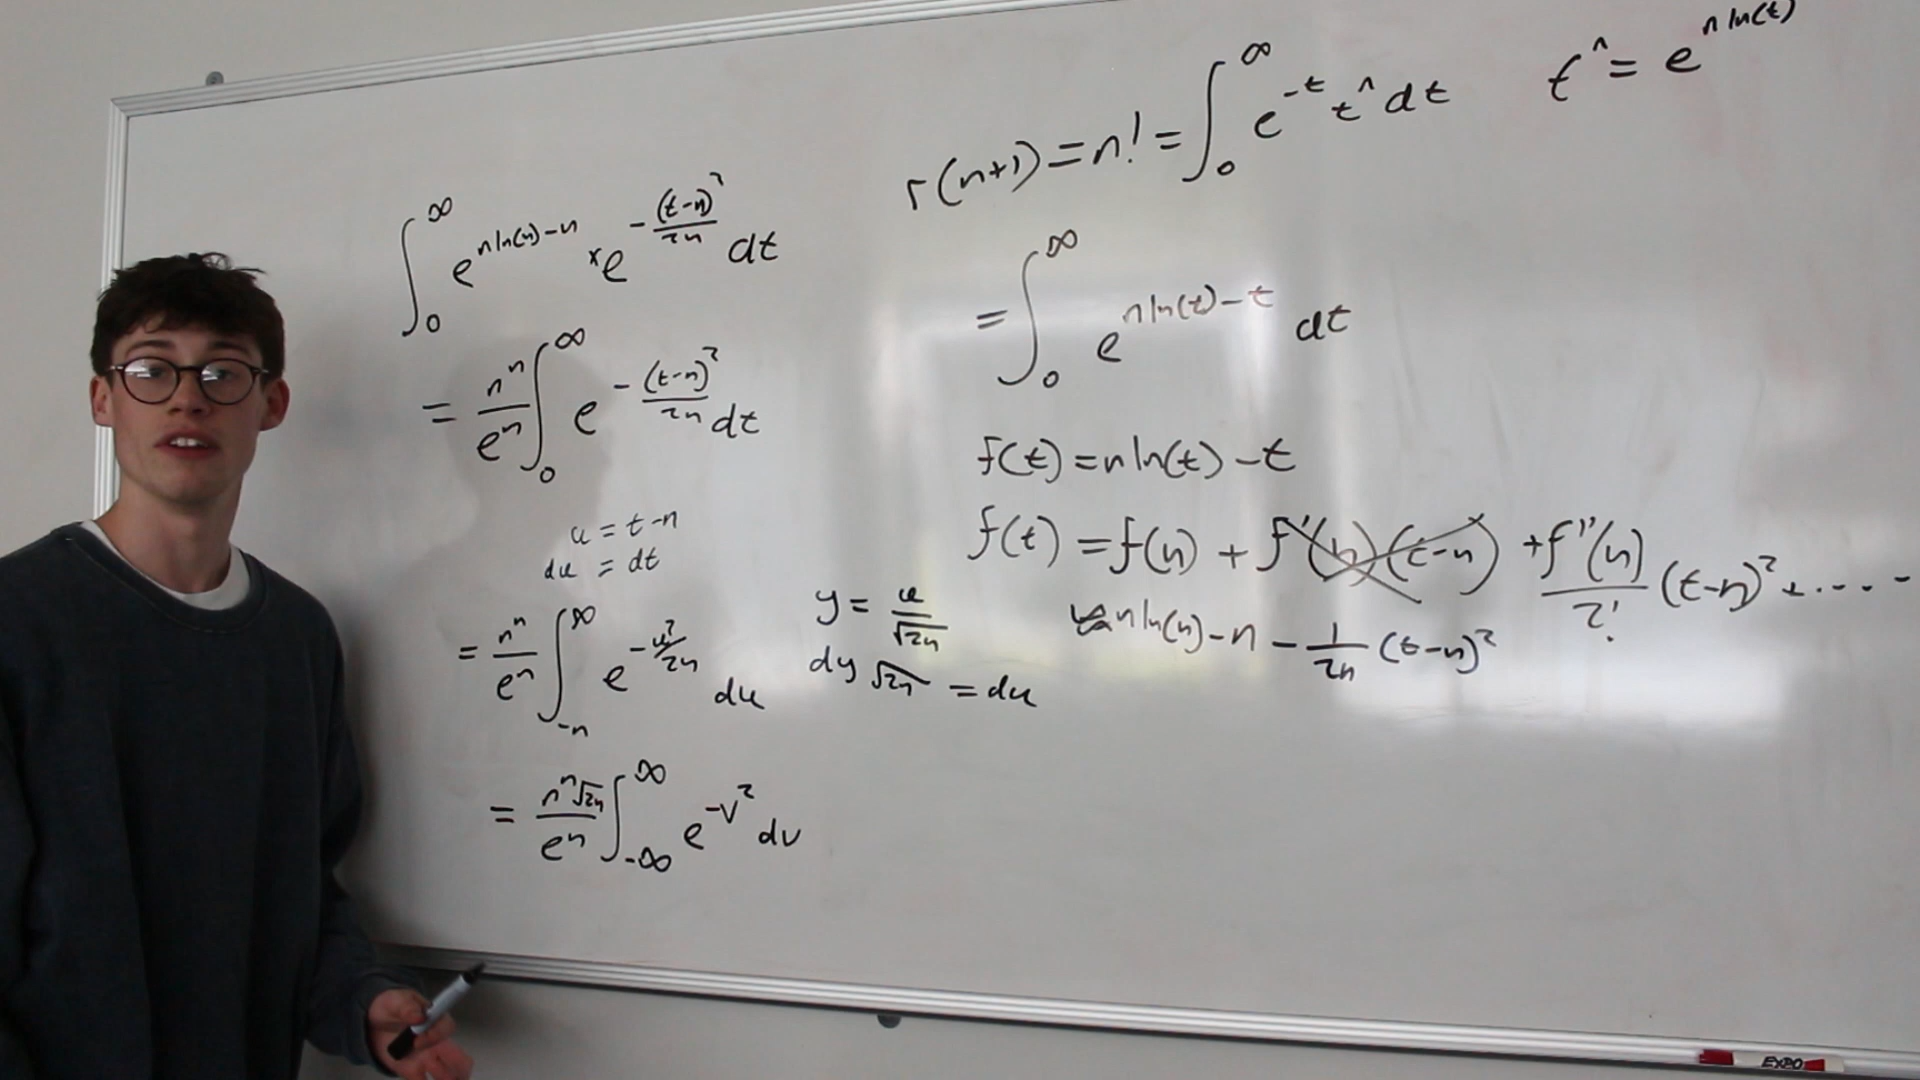 r(n+1) = n! = ∫₀^∞ e^{-t} t^n dt   t^n = e^{n ln(t)}
= ∫₀^∞ e^{n ln(t) - t} dt
f(t) = n ln(t) - t
f(t) = f(n) + f'(n)(t-n) + f''(n)/2! (t-n)² + ....
n ln(n) - n - 1/2n (t-n)²
∫₀^∞ e^{n ln(n) - n} × e^{-(t-n)²/2n} dt
= n^n/e^n ∫₀^∞ e^{-(t-n)²/2n} dt
u = t-n
du = dt
= n^n/e^n ∫_{-n}^∞ e^{-u²/2n} du
y = u/√2n
dy √2n = du
= n^n √2n/e^n ∫_{-∞}^∞ e^{-v²} dv
EXPO